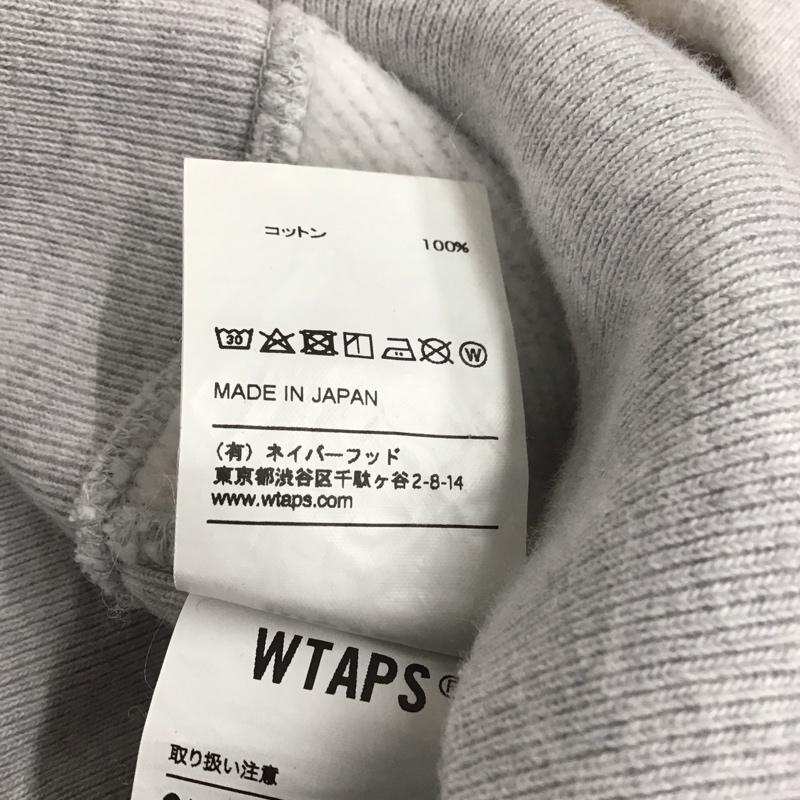 コットン 100%
30 W
MADE IN JAPAN
（有）ネイバーフッド
東京都渋谷区千駄ヶ谷2-8-14
www.wtaps.com
WTAPS®
取り扱い注意